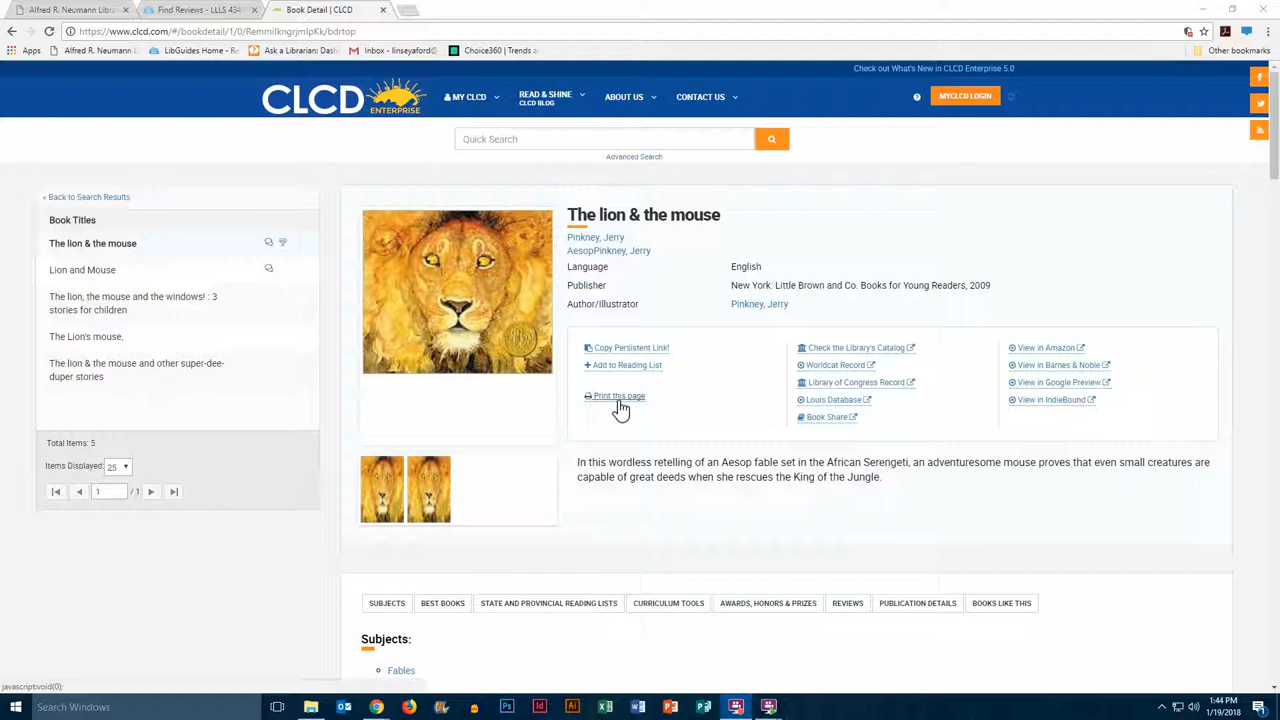 Alfred R. Neumann Libra
Find Reviews - LLLS 434
Book Detail | CLCD
https://www.clcd.com/#/bookdetail/1/0/RemmiIkngrjmIpKk/bdrtop
Apps
Alfred R. Neumann L
LibGuides Home - Re
Ask a Librarian: Dash
Inbox - linseyaford@
Choice360 | Trends a
Other bookmarks
Check out What's New in CLCD Enterprise 5.0
CLCD
ENTERPRISE
MY CLCD
READ & SHINE
CLCD BLOG
ABOUT US
CONTACT US
MYCLCD LOGIN
Quick Search
Advanced Search
« Back to Search Results
Book Titles
The lion & the mouse
Lion and Mouse
The lion, the mouse and the windows! : 3
stories for children
The Lion's mouse,
The lion & the mouse and other super-dee-
duper stories
Total Items: 5
Items Displayed: 25
1 / 1
The lion & the mouse
Pinkney, Jerry
AesopPinkney, Jerry
Language English
Publisher New York: Little Brown and Co. Books for Young Readers, 2009
Author/Illustrator Pinkney, Jerry
Copy Persistent Link!
Add to Reading List
Print this page
Check the Library's Catalog
Worldcat Record
Library of Congress Record
Louis Database
Book Share
View in Amazon
View in Barnes & Noble
View in Google Preview
View in IndieBound
In this wordless retelling of an Aesop fable set in the African Serengeti, an adventuresome mouse proves that even small creatures are
capable of great deeds when she rescues the King of the Jungle.
SUBJECTS
BEST BOOKS
STATE AND PROVINCIAL READING LISTS
CURRICULUM TOOLS
AWARDS, HONORS & PRIZES
REVIEWS
PUBLICATION DETAILS
BOOKS LIKE THIS
Subjects:
Fables
javascript:void(0);
Search Windows
1:44 PM
1/19/2018